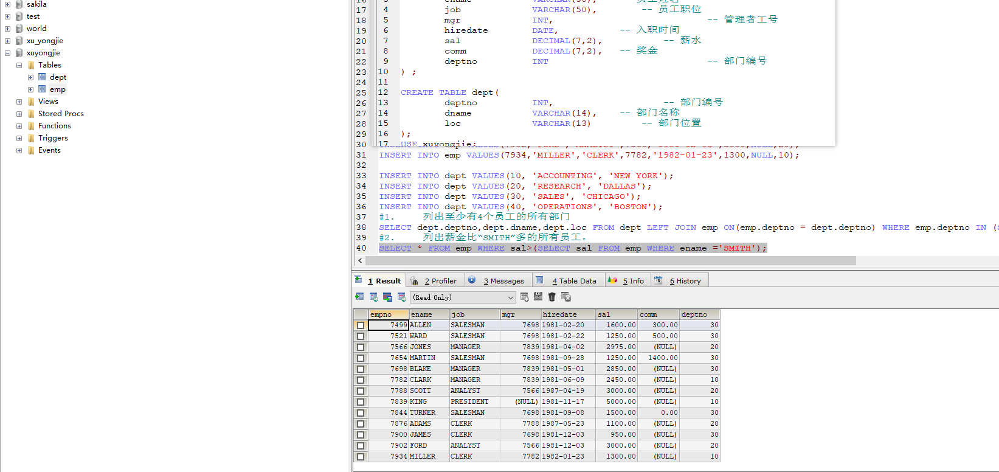 sakila
test
world
xu_yongjie
xuyongjie
Tables
dept
emp
Views
Stored Procs
Functions
Triggers
Events
17 4 job VARCHAR(50), -- 员工职位
18 5 mgr INT, -- 管理者工号
19 6 hiredate DATE, -- 入职时间
20 7 sal DECIMAL(7,2), -- 薪水
21 8 comm DECIMAL(7,2), -- 奖金
22 9 deptno INT -- 部门编号
23 10 ) ;
24 11
25 12 CREATE TABLE dept(
26 13 deptno INT, -- 部门编号
27 14 dname VARCHAR(14), -- 部门名称
28 15 loc VARCHAR(13) -- 部门位置
29 16 );
30 17 USE xuyongjie;
31 INSERT INTO emp VALUES(7934,'MILLER','CLERK',7782,'1982-01-23',1300,NULL,10);
32
33 INSERT INTO dept VALUES(10, 'ACCOUNTING', 'NEW YORK');
34 INSERT INTO dept VALUES(20, 'RESEARCH', 'DALLAS');
35 INSERT INTO dept VALUES(30, 'SALES', 'CHICAGO');
36 INSERT INTO dept VALUES(40, 'OPERATIONS', 'BOSTON');
37 #1. 列出至少有4个员工的所有部门
38 SELECT dept.deptno,dept.dname,dept.loc FROM dept LEFT JOIN emp ON(emp.deptno = dept.deptno) WHERE emp.deptno IN (
39 #2. 列出薪金比“SMITH”多的所有员工。
40 SELECT * FROM emp WHERE sal>(SELECT sal FROM emp WHERE ename ='SMITH');
1 Result 2 Profiler 3 Messages 4 Table Data 5 Info 6 History
(Read Only)
empno ename job mgr hiredate sal comm deptno
7499 ALLEN SALESMAN 7698 1981-02-20 1600.00 300.00 30
7521 WARD SALESMAN 7698 1981-02-22 1250.00 500.00 30
7566 JONES MANAGER 7839 1981-04-02 2975.00 (NULL) 20
7654 MARTIN SALESMAN 7698 1981-09-28 1250.00 1400.00 30
7698 BLAKE MANAGER 7839 1981-05-01 2850.00 (NULL) 30
7782 CLARK MANAGER 7839 1981-06-09 2450.00 (NULL) 10
7788 SCOTT ANALYST 7566 1987-04-19 3000.00 (NULL) 20
7839 KING PRESIDENT (NULL) 1981-11-17 5000.00 (NULL) 10
7844 TURNER SALESMAN 7698 1981-09-08 1500.00 0.00 30
7876 ADAMS CLERK 7788 1987-05-23 1100.00 (NULL) 20
7900 JAMES CLERK 7698 1981-12-03 950.00 (NULL) 30
7902 FORD ANALYST 7566 1981-12-03 3000.00 (NULL) 20
7934 MILLER CLERK 7782 1982-01-23 1300.00 (NULL) 10